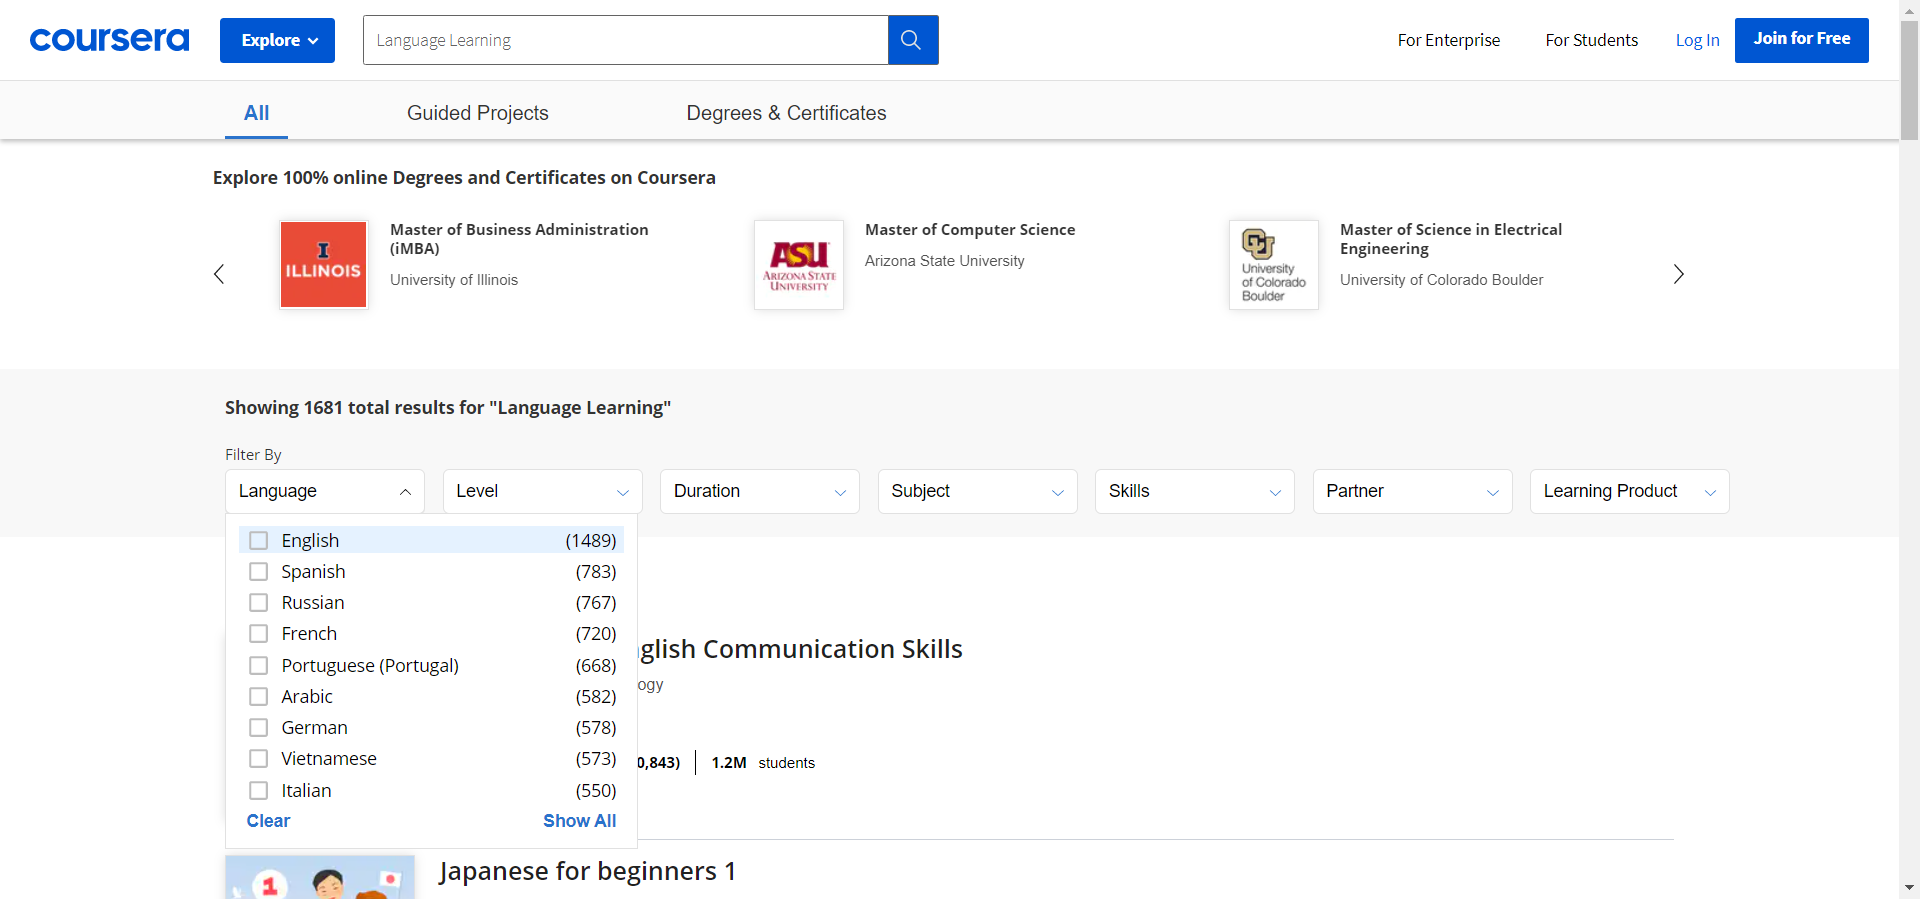 coursera
Explore
Language Learning
For Enterprise
For Students
Log In
Join for Free
All
Guided Projects
Degrees & Certificates
Explore 100% online Degrees and Certificates on Coursera
I
ILLINOIS
Master of Business Administration
(iMBA)
University of Illinois
ASU
ARIZONA STATE
UNIVERSITY
Master of Computer Science
Arizona State University
CU
University
of Colorado
Boulder
Master of Science in Electrical
Engineering
University of Colorado Boulder
Showing 1681 total results for "Language Learning"
Filter By
Language
Level
Duration
Subject
Skills
Partner
Learning Product
English (1489)
Spanish (783)
Russian (767)
French (720)
Portuguese (Portugal) (668)
Arabic (582)
German (578)
Vietnamese (573)
Italian (550)
Clear
Show All
glish Communication Skills
ogy
0,843)
1.2M students
1
Japanese for beginners 1